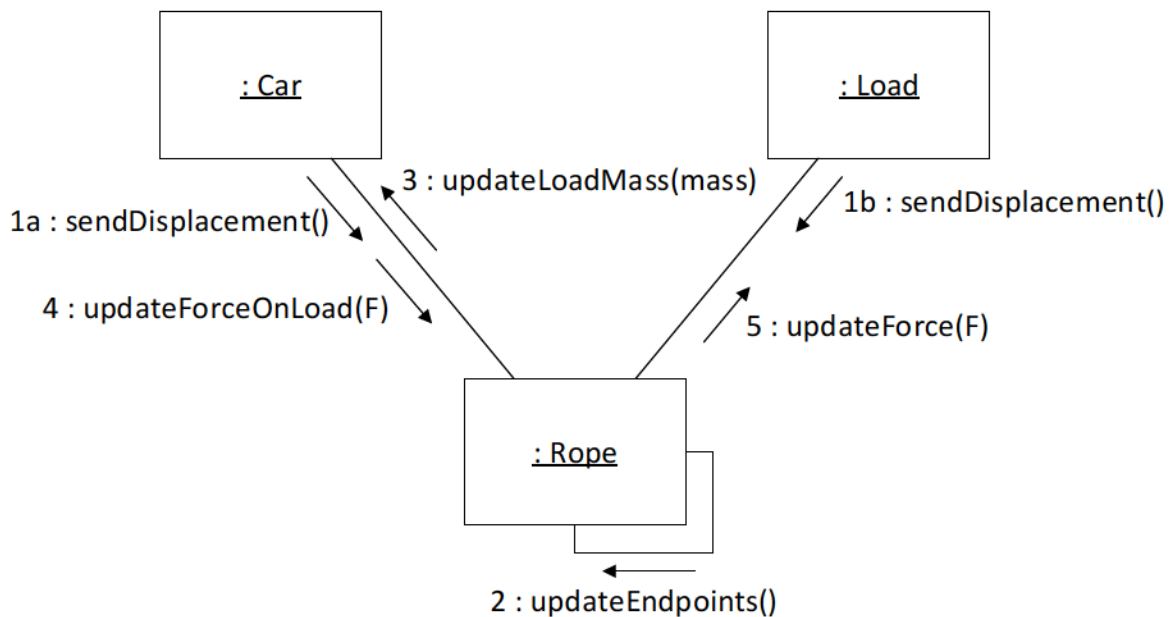 : Car
: Load
3 : updateLoadMass(mass)
1a : sendDisplacement()
1b : sendDisplacement()
4 : updateForceOnLoad(F)
5 : updateForce(F)
: Rope
2 : updateEndpoints()